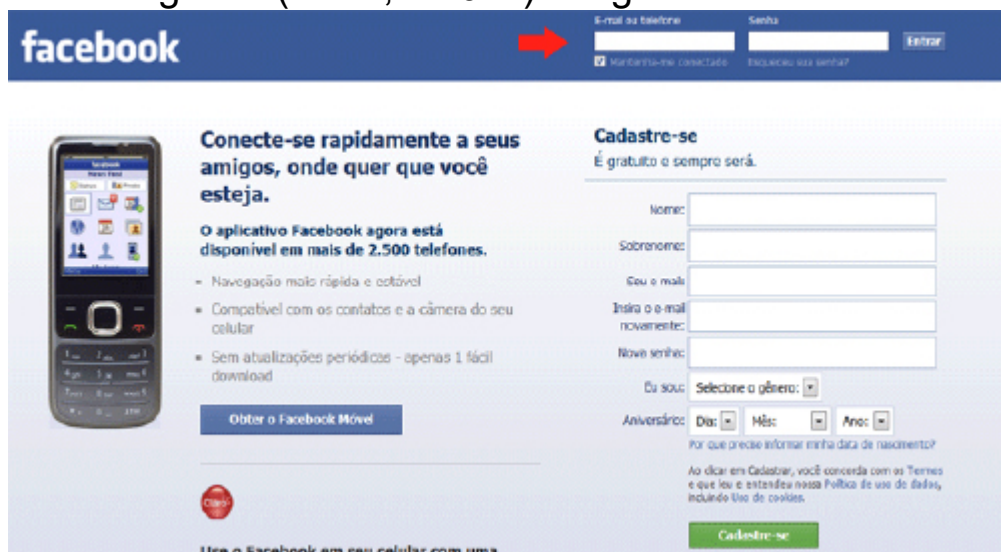 facebook
E-mail ou telefone
Senha
Entrar
Mantenha-me conectado
Esqueceu sua senha?
Conecte-se rapidamente a seus
amigos, onde quer que você
esteja.
O aplicativo Facebook agora está
disponível em mais de 2.500 telefones.
Navegação mais rápida e estável
Compatível com os contatos e a câmera do seu
celular
Sem atualizações periódicas - apenas 1 fácil
download
Obter o Facebook Móvel
Claro
Use o Facebook em seu celular com uma
Cadastre-se
É gratuito e sempre será.
Nome:
Sobrenome:
Seu e-mail:
Insira o e-mail
novamente:
Nova senha:
Eu sou: Selecione o gênero:
Aniversário: Dia: Mês: Ano:
Por que preciso informar minha data de nascimento?
Ao clicar em Cadastrar, você concorda com os Termos
e que leu e entendeu nossa Política de uso de dados,
incluindo Uso de cookies.
Cadastre-se